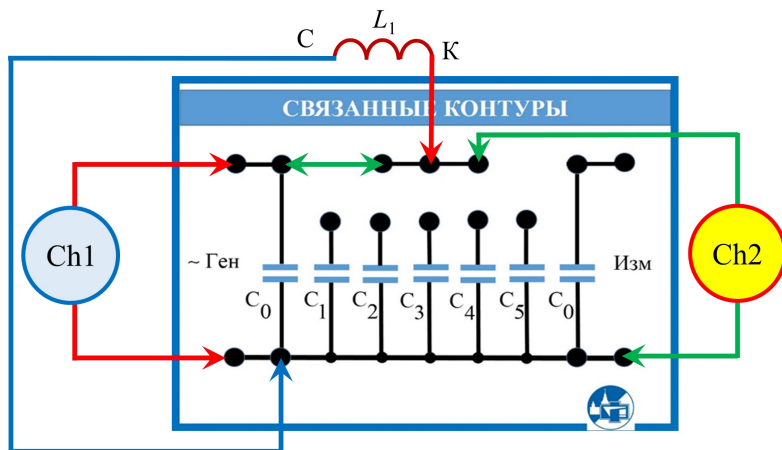 С L1 К
СВЯЗАННЫЕ КОНТУРЫ
Ch1
~ Ген
C0 C1 C2 C3 C4 C5 C0
Изм
Ch2